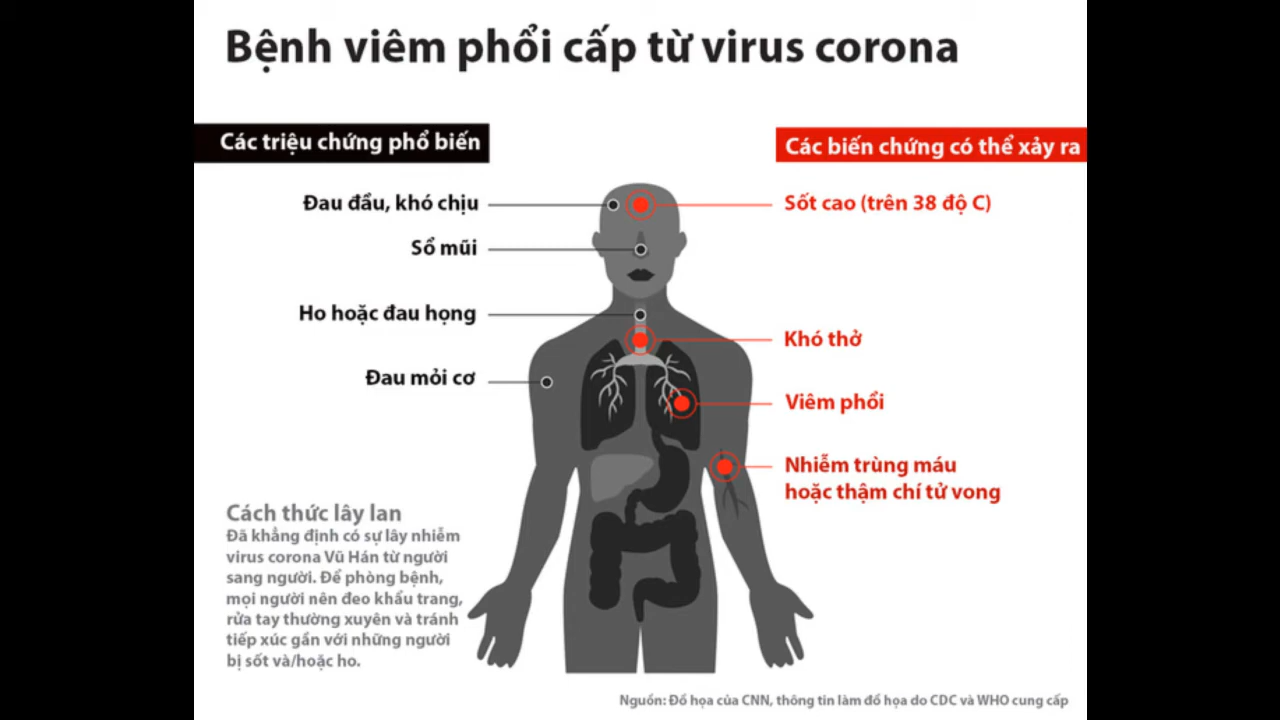 Bệnh viêm phổi cấp từ virus corona
Các triệu chứng phổ biến
Đau đầu, khó chịu
Sổ mũi
Ho hoặc đau họng
Đau mỏi cơ
Các biến chứng có thể xảy ra
Sốt cao (trên 38 độ C)
Khó thở
Viêm phổi
Nhiễm trùng máu
hoặc thậm chí tử vong
Cách thức lây lan
Đã khẳng định có sự lây nhiễm
virus corona Vũ Hán từ người
sang người. Để phòng bệnh,
mọi người nên đeo khẩu trang,
rửa tay thường xuyên và tránh
tiếp xúc gần với những người
bị sốt và/hoặc ho.
Nguồn: Đồ họa của CNN, thông tin làm đồ họa do CDC và WHO cung cấp